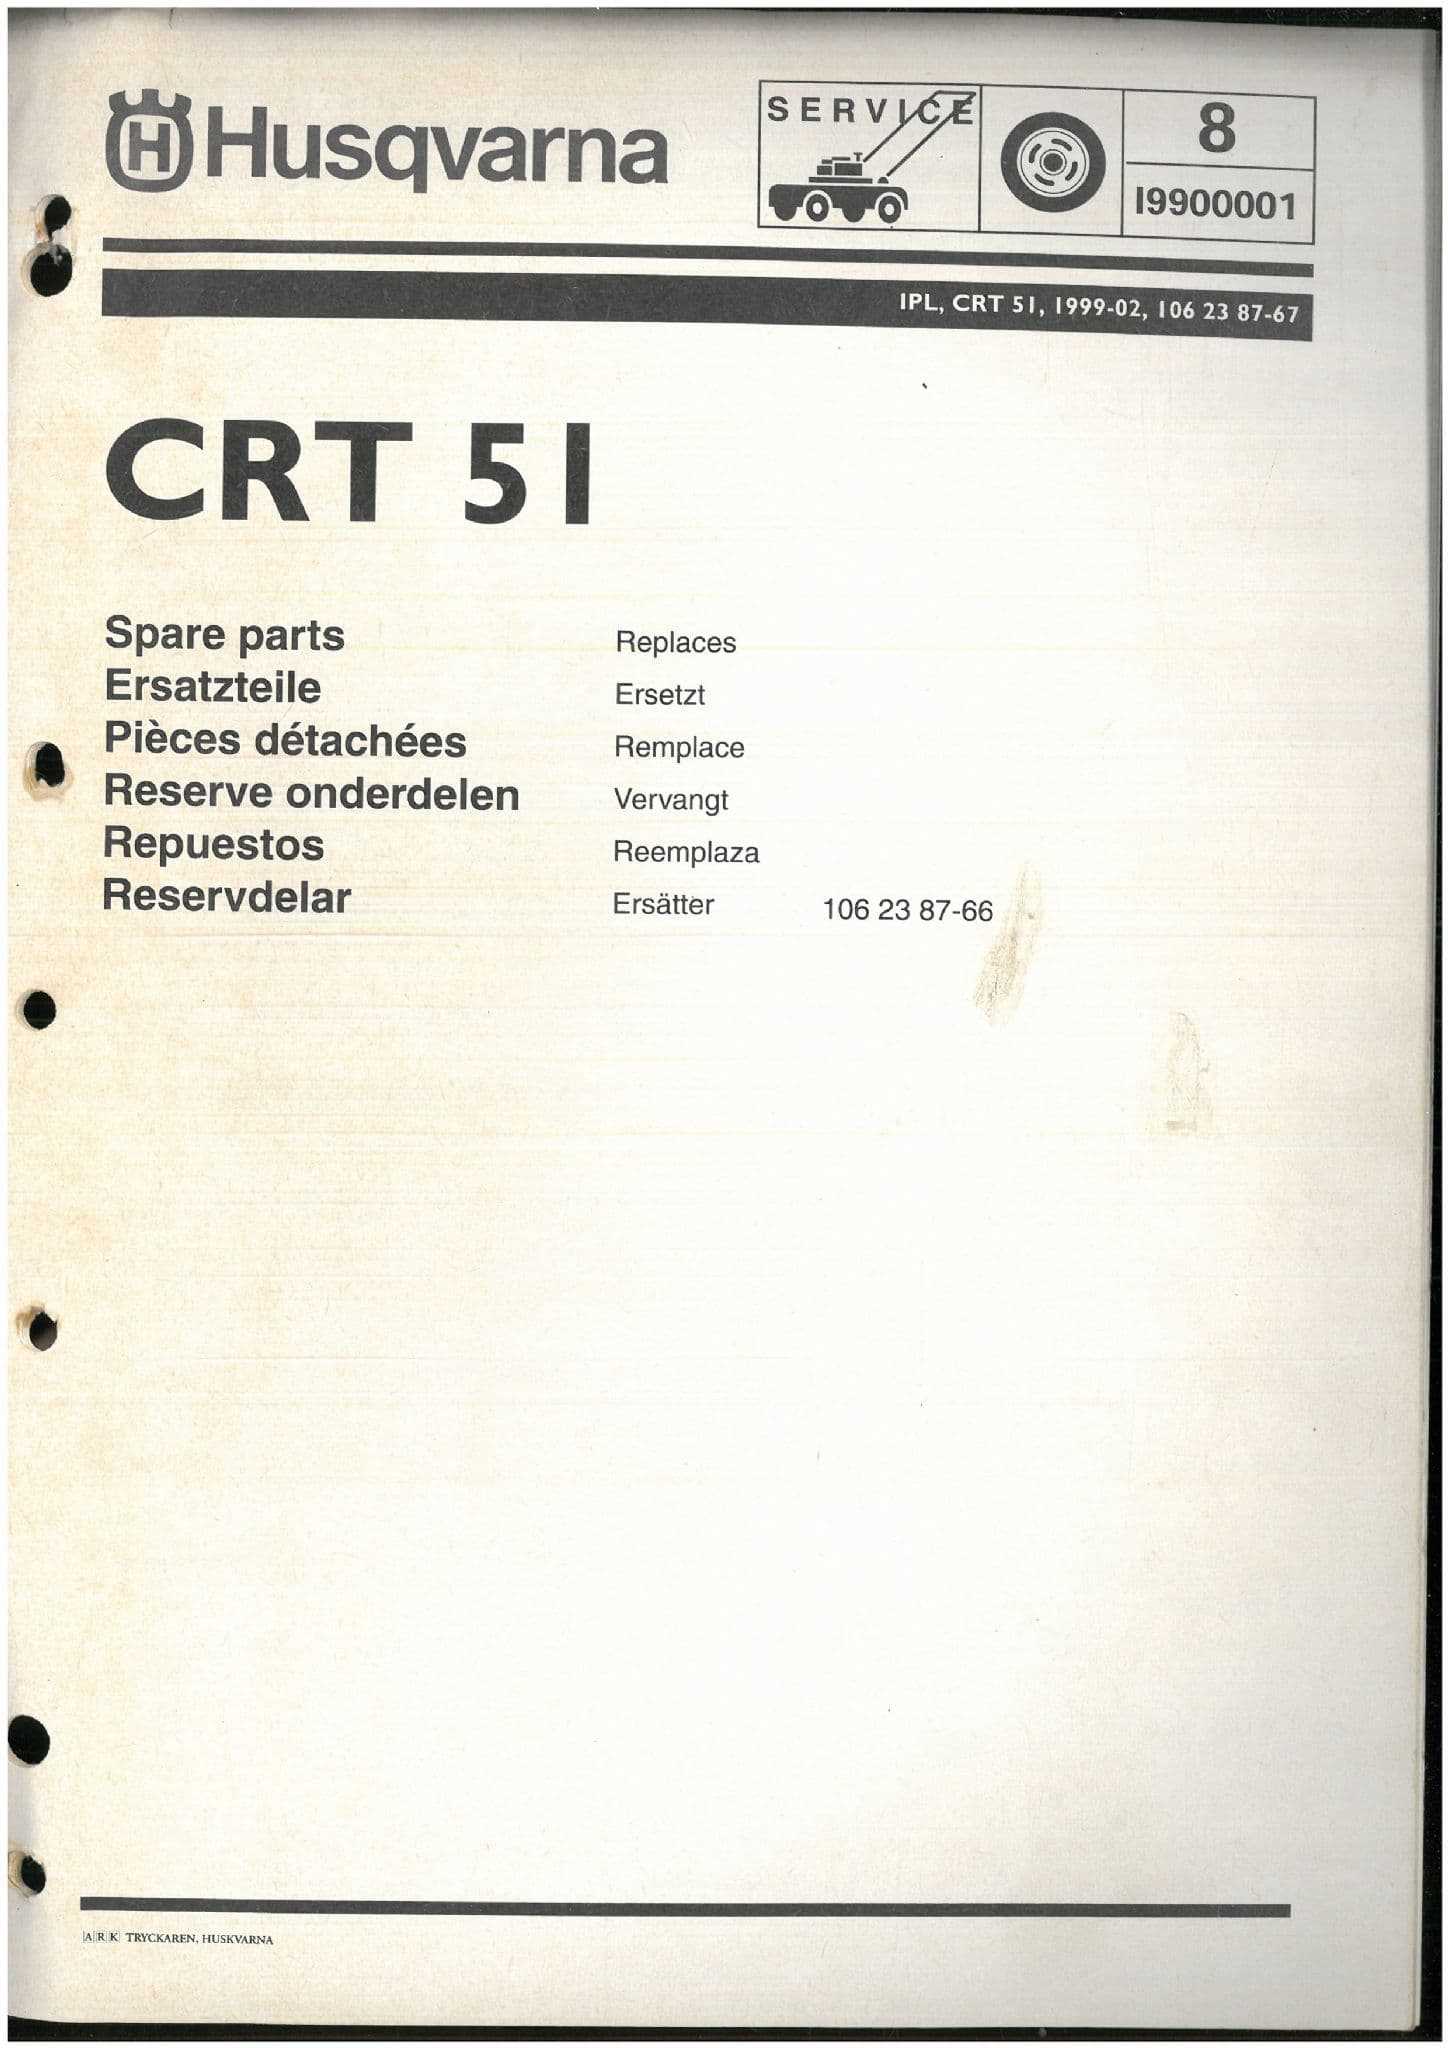 Husqvarna
SERVICE
8
I9900001
IPL, CRT 51, 1999-02, 106 23 87-67
CRT 51
Spare parts Replaces
Ersatzteile Ersetzt
Pièces détachées Remplace
Reserve onderdelen Vervangt
Repuestos Reemplaza
Reservdelar Ersätter 106 23 87-66
ARK TRYCKAREN, HUSKVARNA